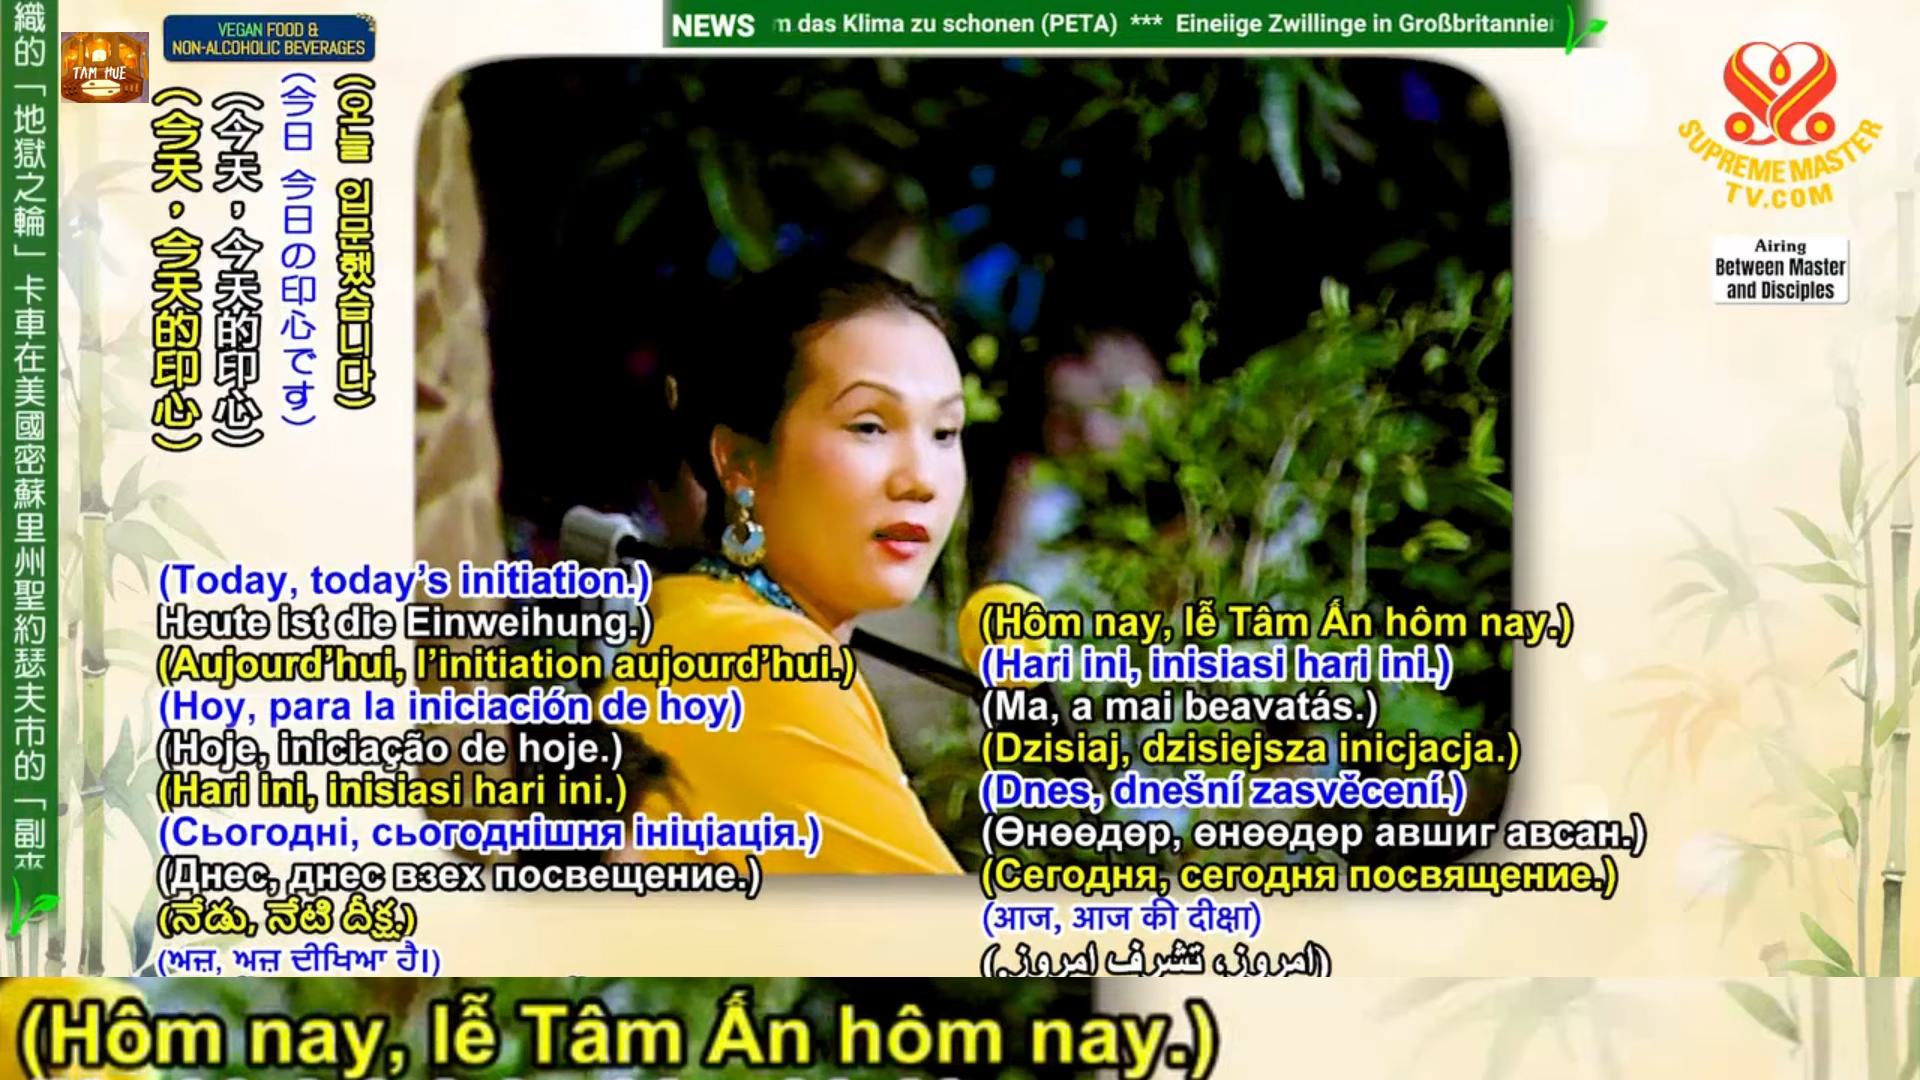 NEWS
das Klima zu schonen (PETA) *** Eineiige Zwillinge in Großbritannien
VEGAN FOOD &
NON-ALCOHOLIC BEVERAGES
TAM HUE
織的「地獄之輪」卡車在美國密蘇里州聖約瑟夫市的「副來
(今天,今天的印心)
(今天,今天的印心)
(今日 今日の印心です)
(오늘 입문했습니다)
SUPREME MASTER
TV.COM
Airing
Between Master
and Disciples
(Today, today’s initiation.)
Heute ist die Einweihung.)
(Aujourd’hui, l’initiation aujourd’hui.)
(Hoy, para la iniciación de hoy)
(Hoje, iniciação de hoje.)
(Hari ini, inisiasi hari ini.)
(Сьогодні, сьогоднішня ініціація.)
(Днес, днес взех посвещение.)
(నేడు, నేటి దీక్ష.)
(ਅਜ਼, ਅਜ਼ ਦੀਖਿਆ ਹੈ।)
(Hôm nay, lễ Tâm Ấn hôm nay.)
(Hari ini, inisiasi hari ini.)
(Ma, a mai beavatás.)
(Dzisiaj, dzisiejsza inicjacja.)
(Dnes, dnešní zasvěcení.)
(Өнөөдөр, өнөөдөр авшиг авсан.)
(Сегодня, сегодня посвящение.)
(आज, आज की दीक्षा)
(امروز، تشرف امروز.)
(Hôm nay, lễ Tâm Ấn hôm nay.)